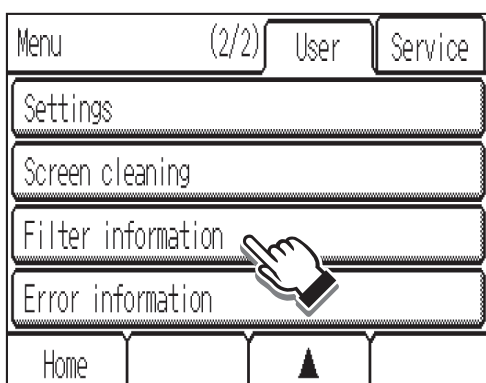 Menu (2/2) User Service
Settings
Screen cleaning
Filter information
Error information
Home ▲